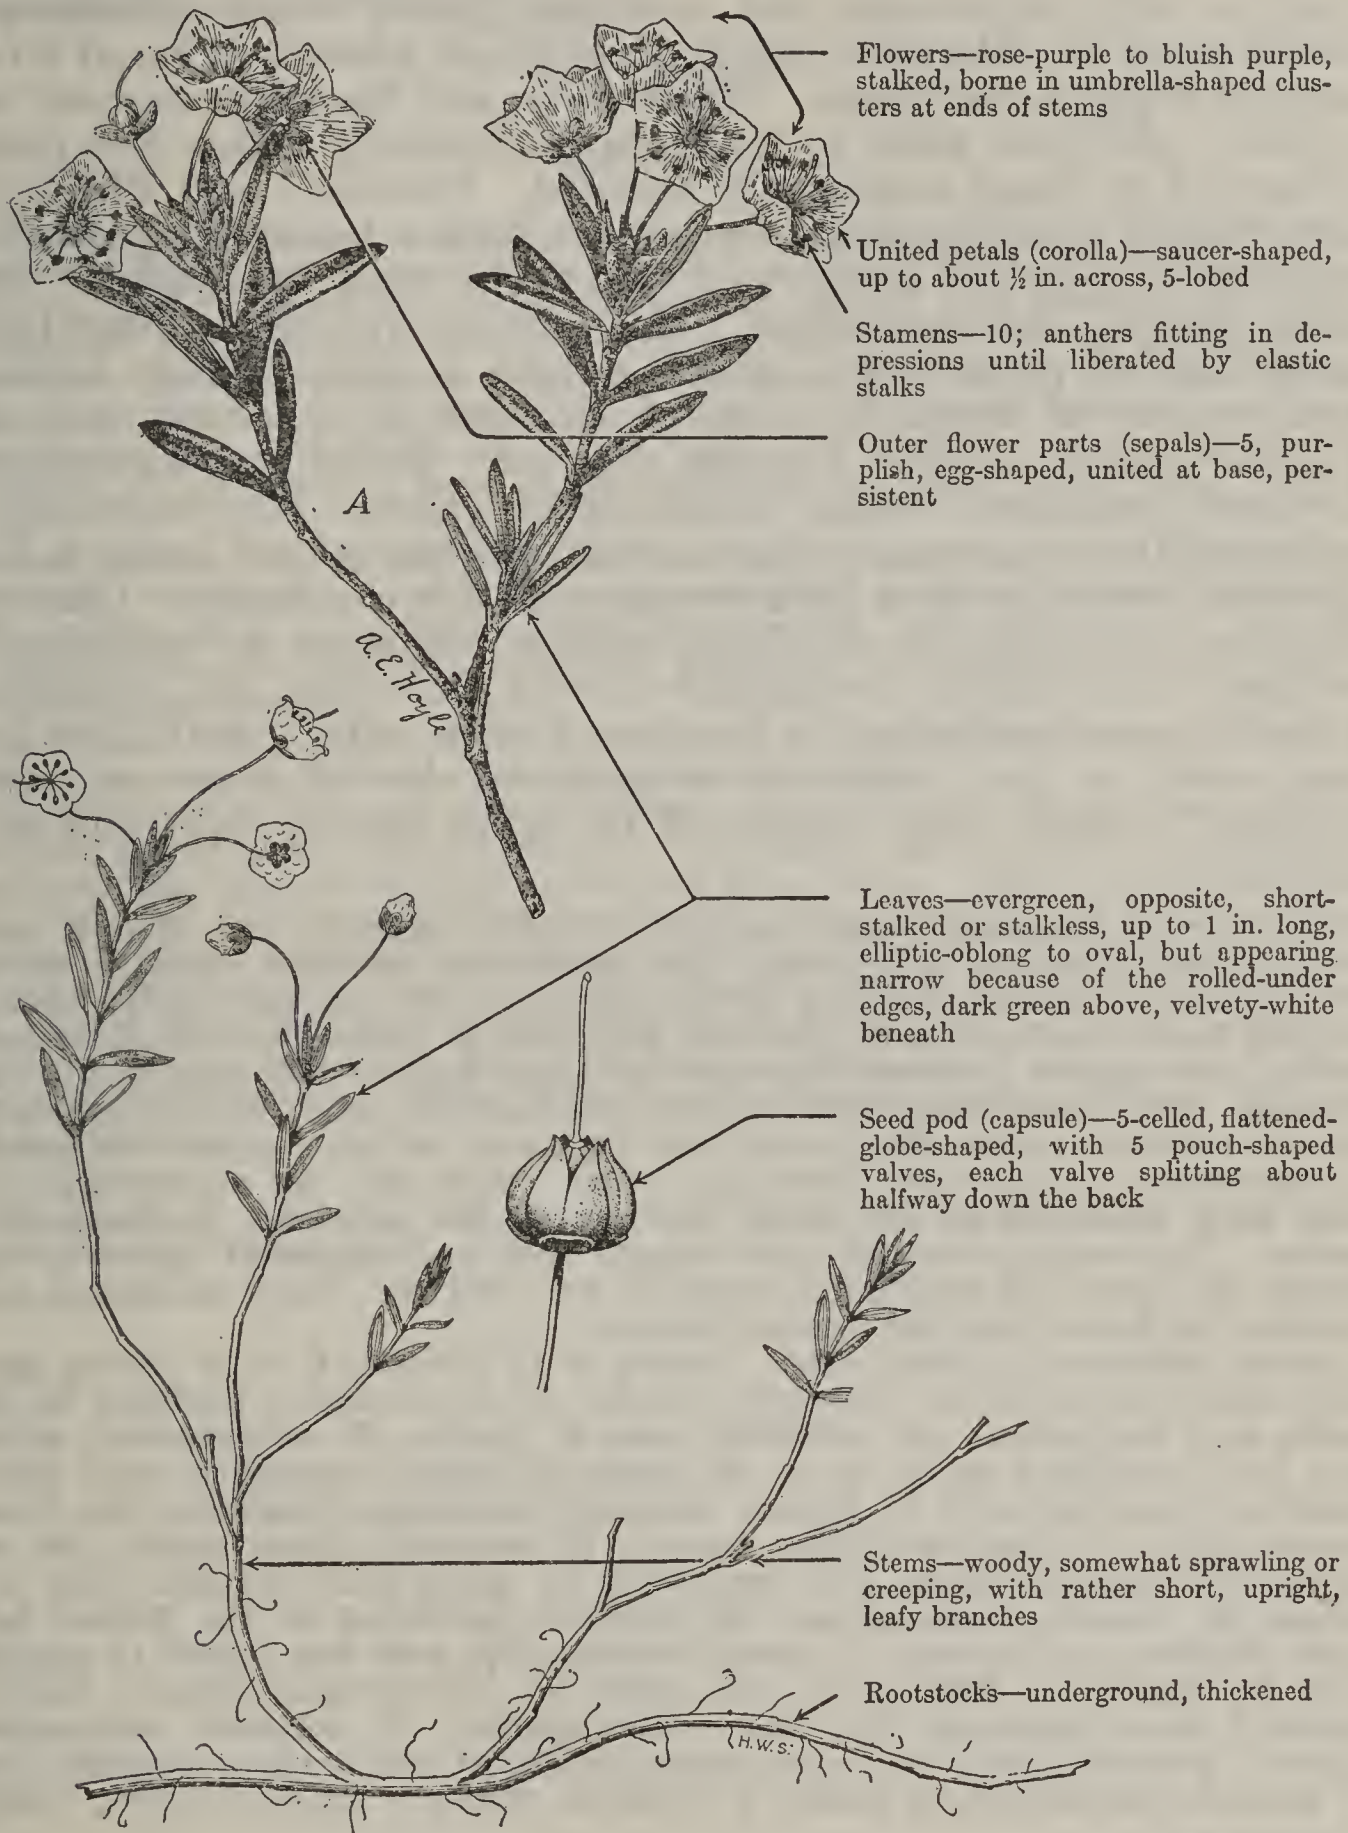 Flowers—rose-purple to bluish purple,
stalked, borne in umbrella-shaped clus-
ters at ends of stems
United petals (corolla)—saucer-shaped,
up to about ½ in. across, 5-lobed
Stamens—10; anthers fitting in de-
pressions until liberated by elastic
stalks
Outer flower parts (sepals)—5, pur-
plish, egg-shaped, united at base, per-
sistent
A
A. E. Hoyle
Leaves—evergreen, opposite, short-
stalked or stalkless, up to 1 in. long,
elliptic-oblong to oval, but appearing
narrow because of the rolled-under
edges, dark green above, velvety-white
beneath
Seed pod (capsule)—5-celled, flattened-
globe-shaped, with 5 pouch-shaped
valves, each valve splitting about
halfway down the back
Stems—woody, somewhat sprawling or
creeping, with rather short, upright,
leafy branches
Rootstocks—underground, thickened
H.W.S.